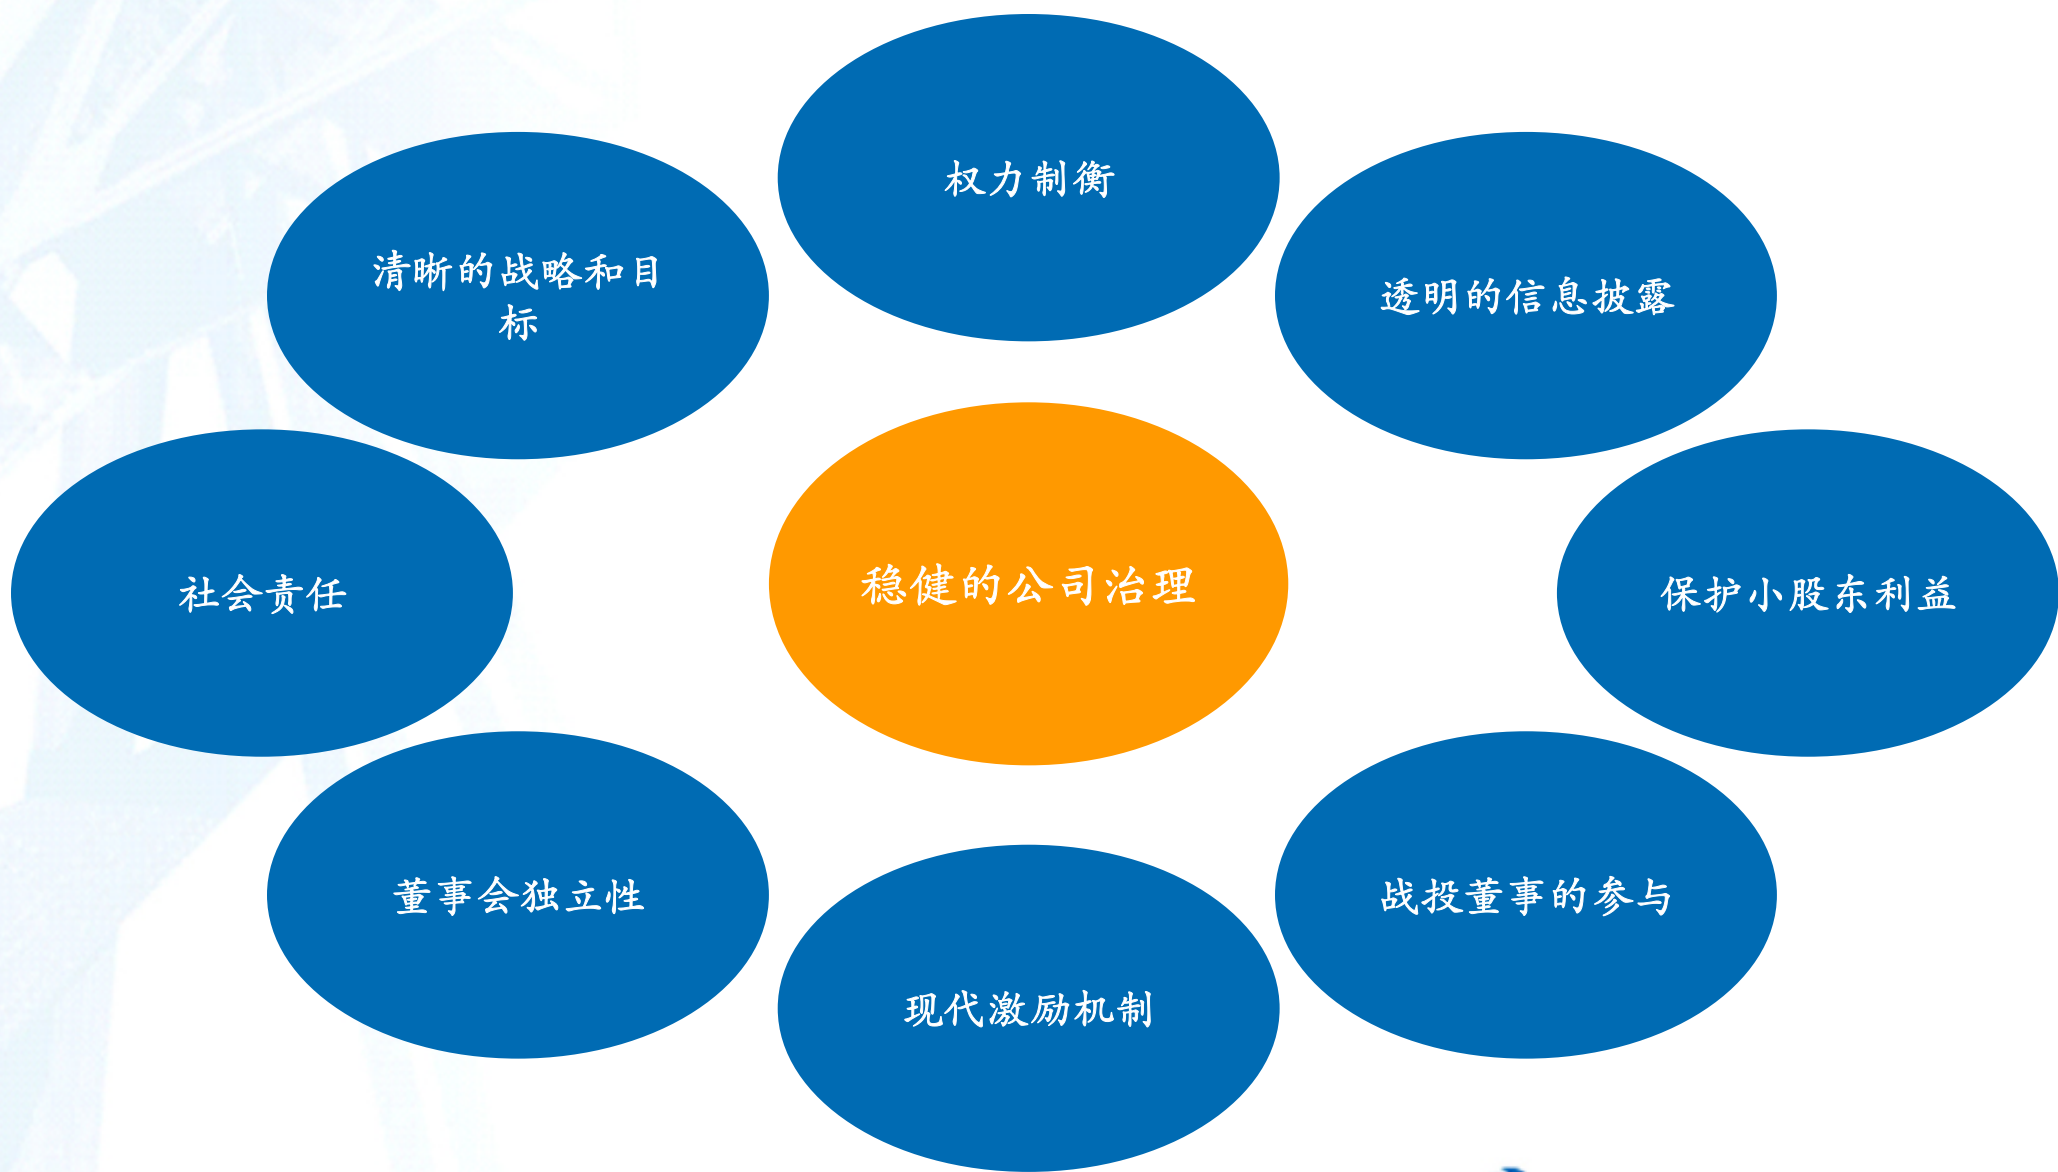 权力制衡
清晰的战略和目
标
透明的信息披露
社会责任
稳健的公司治理
保护小股东利益
董事会独立性
战投董事的参与
现代激励机制